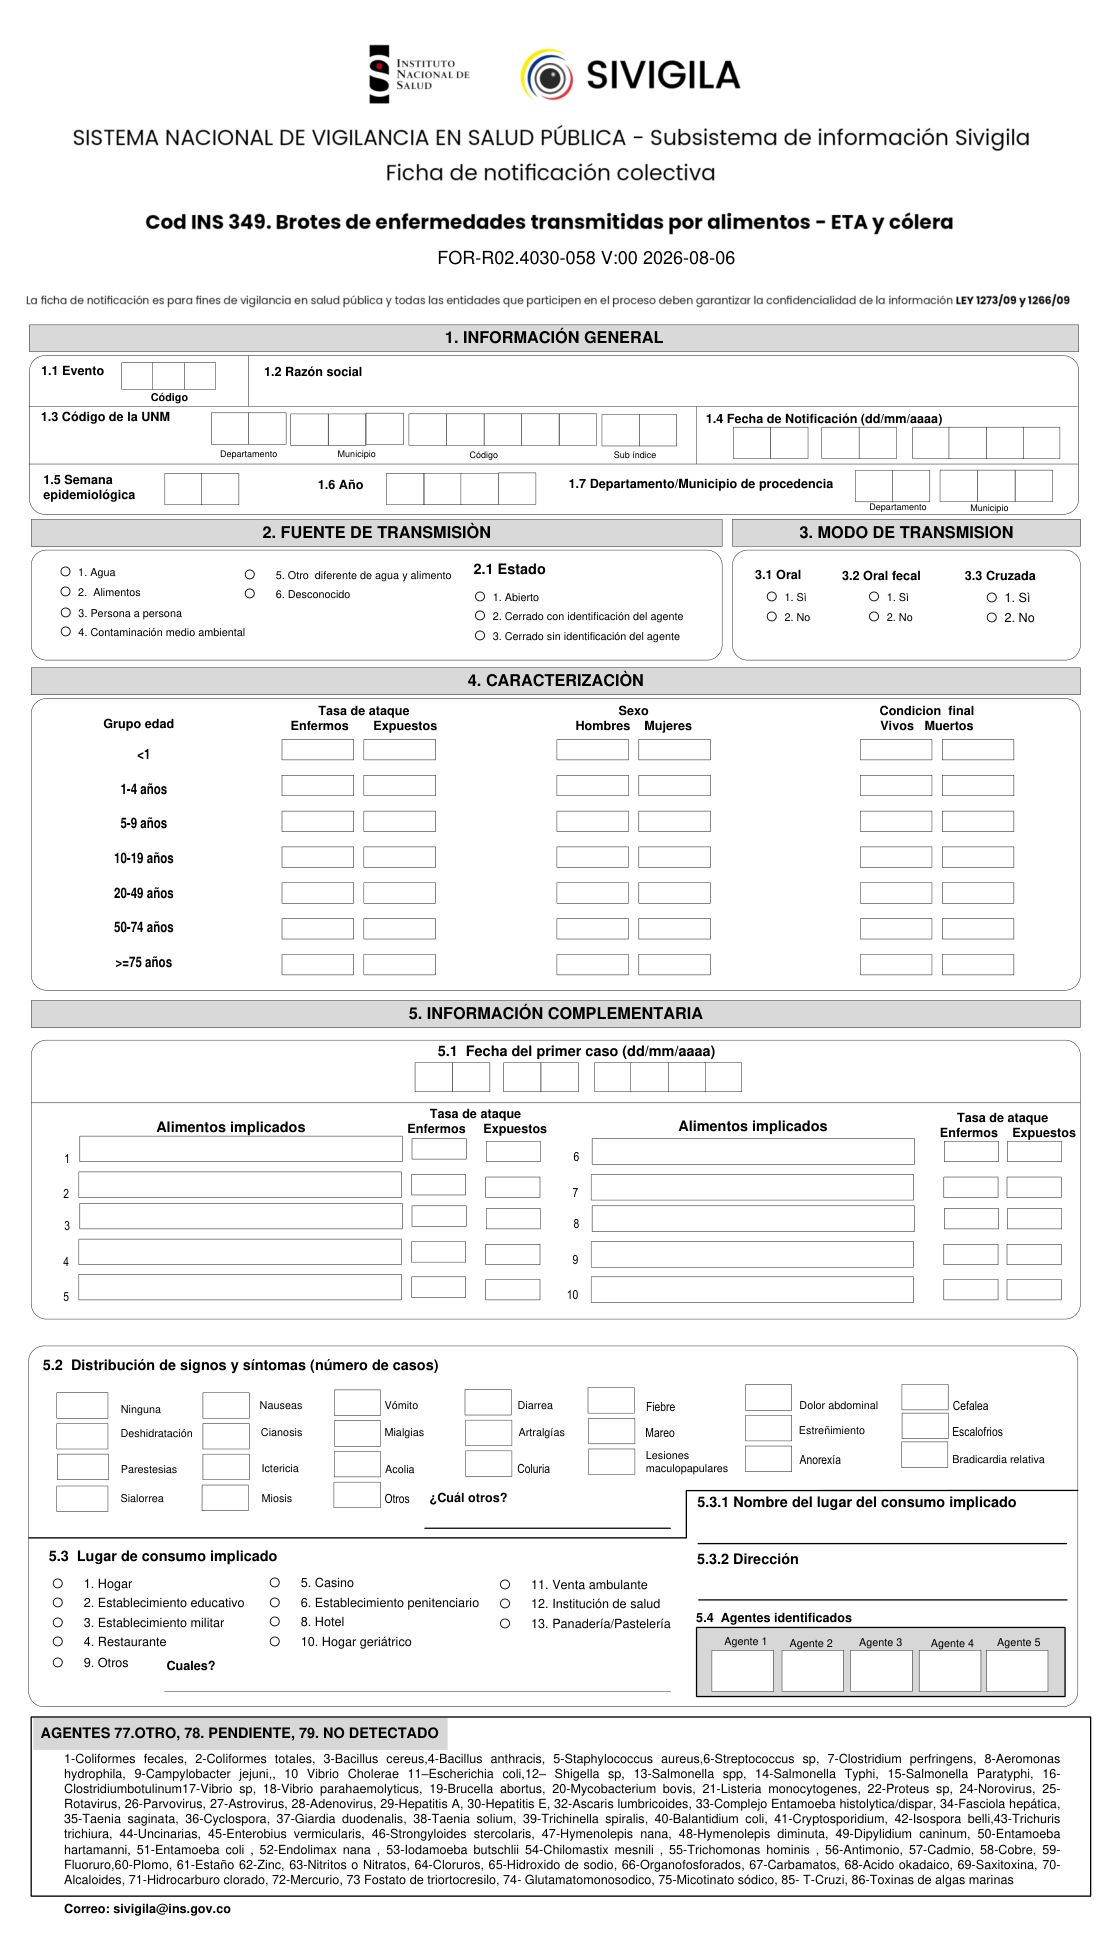 INSTITUTO
NACIONAL DE
SALUD
SIVIGILA
SISTEMA NACIONAL DE VIGILANCIA EN SALUD PÚBLICA - Subsistema de información Sivigila
Ficha de notificación colectiva
Cod INS 349. Brotes de enfermedades transmitidas por alimentos - ETA y cólera
FOR-R02.4030-058 V:00 2026-08-06
La ficha de notificación es para fines de vigilancia en salud pública y todas las entidades que participen en el proceso deben garantizar la confidencialidad de la información LEY 1273/09 y 1266/09
1. INFORMACIÓN GENERAL
1.1 Evento
Código
1.2 Razón social
1.3 Código de la UNM
Departamento Municipio Código Sub índice
1.4 Fecha de Notificación (dd/mm/aaaa)
1.5 Semana
epidemiológica
1.6 Año
1.7 Departamento/Municipio de procedencia
Departamento Municipio
2. FUENTE DE TRANSMISIÒN
1. Agua
2. Alimentos
3. Persona a persona
4. Contaminación medio ambiental
5. Otro diferente de agua y alimento
6. Desconocido
2.1 Estado
1. Abierto
2. Cerrado con identificación del agente
3. Cerrado sin identificación del agente
3. MODO DE TRANSMISION
3.1 Oral 3.2 Oral fecal 3.3 Cruzada
1. Sì 1. Sì 1. Sì
2. No 2. No 2. No
4. CARACTERIZACIÒN
Grupo edad
Tasa de ataque Sexo Condicion final
Enfermos Expuestos Hombres Mujeres Vivos Muertos
<1
1-4 años
5-9 años
10-19 años
20-49 años
50-74 años
>=75 años
5. INFORMACIÓN COMPLEMENTARIA
5.1 Fecha del primer caso (dd/mm/aaaa)
Alimentos implicados
Tasa de ataque
Enfermos Expuestos
1
2
3
4
5
Alimentos implicados
Tasa de ataque
Enfermos Expuestos
6
7
8
9
10
5.2 Distribución de signos y síntomas (número de casos)
Ninguna Nauseas Vómito Diarrea Fiebre Dolor abdominal Cefalea
Deshidratación Cianosis Mialgias Artralgías Mareo Estreñimiento Escalofrios
Parestesias Ictericia Acolia Coluria Lesiones maculopapulares Anorexía Bradicardia relativa
Sialorrea Miosis Otros ¿Cuál otros?
5.3 Lugar de consumo implicado
1. Hogar
2. Establecimiento educativo
3. Establecimiento militar
4. Restaurante
9. Otros Cuales?
5. Casino
6. Establecimiento penitenciario
8. Hotel
10. Hogar geriátrico
11. Venta ambulante
12. Institución de salud
13. Panadería/Pastelería
5.3.1 Nombre del lugar del consumo implicado
5.3.2 Dirección
5.4 Agentes identificados
Agente 1 Agente 2 Agente 3 Agente 4 Agente 5
AGENTES 77.OTRO, 78. PENDIENTE, 79. NO DETECTADO
1-Coliformes fecales, 2-Coliformes totales, 3-Bacillus cereus,4-Bacillus anthracis, 5-Staphylococcus aureus,6-Streptococcus sp, 7-Clostridium perfringens, 8-Aeromonas
hydrophila, 9-Campylobacter jejuni,, 10 Vibrio Cholerae 11–Escherichia coli,12– Shigella sp, 13-Salmonella spp, 14-Salmonella Typhi, 15-Salmonella Paratyphi, 16-
Clostridiumbotulinum17-Vibrio sp, 18-Vibrio parahaemolyticus, 19-Brucella abortus, 20-Mycobacterium bovis, 21-Listeria monocytogenes, 22-Proteus sp, 24-Norovirus, 25-
Rotavirus, 26-Parvovirus, 27-Astrovirus, 28-Adenovirus, 29-Hepatitis A, 30-Hepatitis E, 32-Ascaris lumbricoides, 33-Complejo Entamoeba histolytica/dispar, 34-Fasciola hepática,
35-Taenia saginata, 36-Cyclospora, 37-Giardia duodenalis, 38-Taenia solium, 39-Trichinella spiralis, 40-Balantidium coli, 41-Cryptosporidium, 42-Isospora belli,43-Trichuris
trichiura, 44-Uncinarias, 45-Enterobius vermicularis, 46-Strongyloides stercolaris, 47-Hymenolepis nana, 48-Hymenolepis diminuta, 49-Dipylidium caninum, 50-Entamoeba
hartamanni, 51-Entamoeba coli , 52-Endolimax nana , 53-Iodamoeba butschlii 54-Chilomastix mesnili , 55-Trichomonas hominis , 56-Antimonio, 57-Cadmio, 58-Cobre, 59-
Fluoruro,60-Plomo, 61-Estaño 62-Zinc, 63-Nitritos o Nitratos, 64-Cloruros, 65-Hidroxido de sodio, 66-Organofosforados, 67-Carbamatos, 68-Acido okadaico, 69-Saxitoxina, 70-
Alcaloides, 71-Hidrocarburo clorado, 72-Mercurio, 73 Fostato de triortocresilo, 74- Glutamatomonosodico, 75-Micotinato sódico, 85- T-Cruzi, 86-Toxinas de algas marinas
Correo: sivigila@ins.gov.co